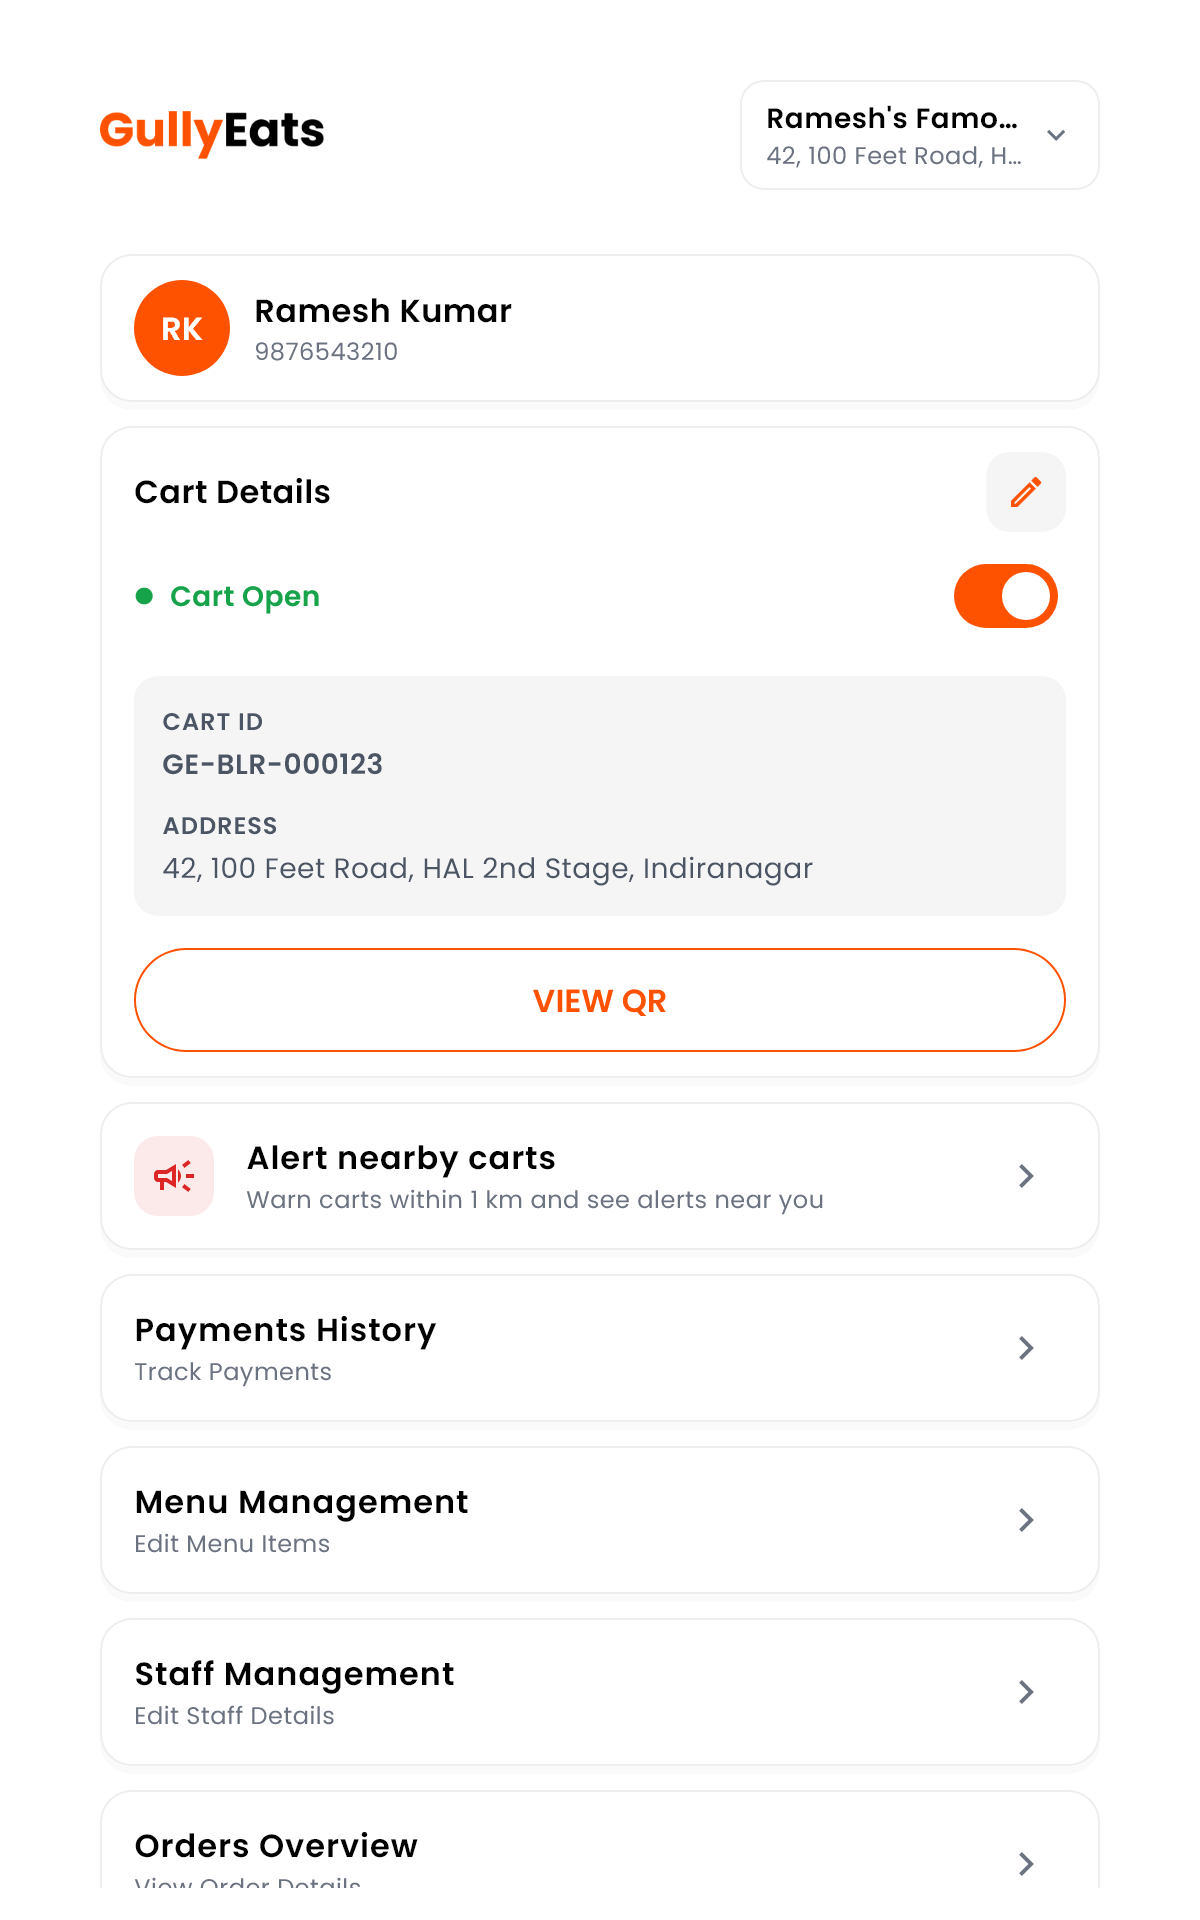 GullyEats
Ramesh's Famo...
42, 100 Feet Road, H...
RK
Ramesh Kumar
9876543210
Cart Details
Cart Open
CART ID
GE-BLR-000123
ADDRESS
42, 100 Feet Road, HAL 2nd Stage, Indiranagar
VIEW QR
Alert nearby carts
Warn carts within 1 km and see alerts near you
Payments History
Track Payments
Menu Management
Edit Menu Items
Staff Management
Edit Staff Details
Orders Overview
View Order Details